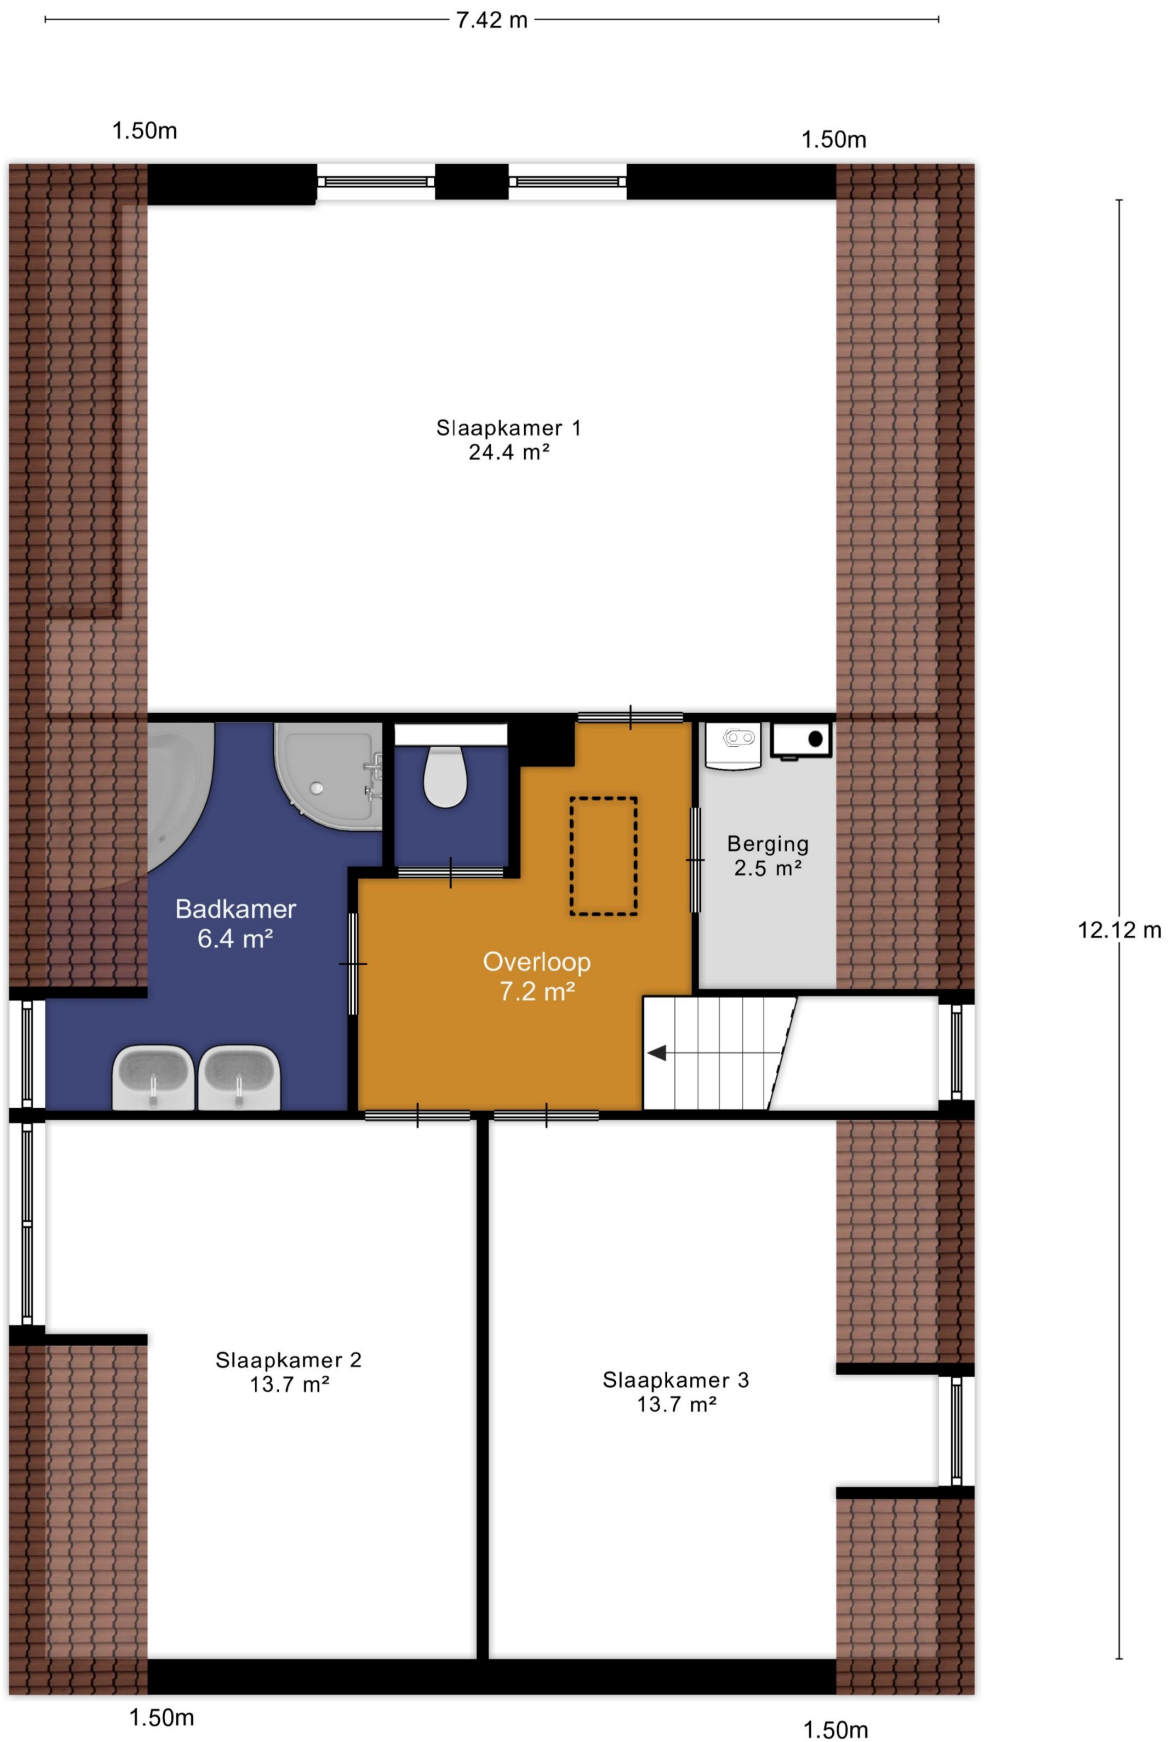 7.42 m
1.50m
1.50m
Slaapkamer 1
24.4 m²
Berging
2.5 m²
Badkamer
6.4 m²
12.12 m
Overloop
7.2 m²
Slaapkamer 2
13.7 m²
Slaapkamer 3
13.7 m²
1.50m
1.50m